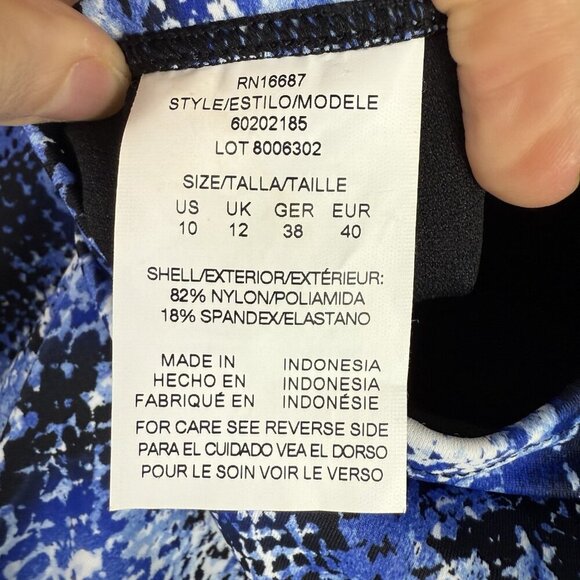 RN16687
STYLE/ESTILO/MODELE
60202185
LOT 8006302
SIZE/TALLA/TAILLE
US UK GER EUR
10 12 38 40
SHELL/EXTERIOR/EXTÉRIEUR:
82% NYLON/POLIAMIDA
18% SPANDEX/ELASTANO
MADE IN INDONESIA
HECHO EN INDONESIA
FABRIQUÉ EN INDONÉSIE
FOR CARE SEE REVERSE SIDE
PARA EL CUIDADO VEA EL DORSO
POUR LE SOIN VOIR LE VERSO